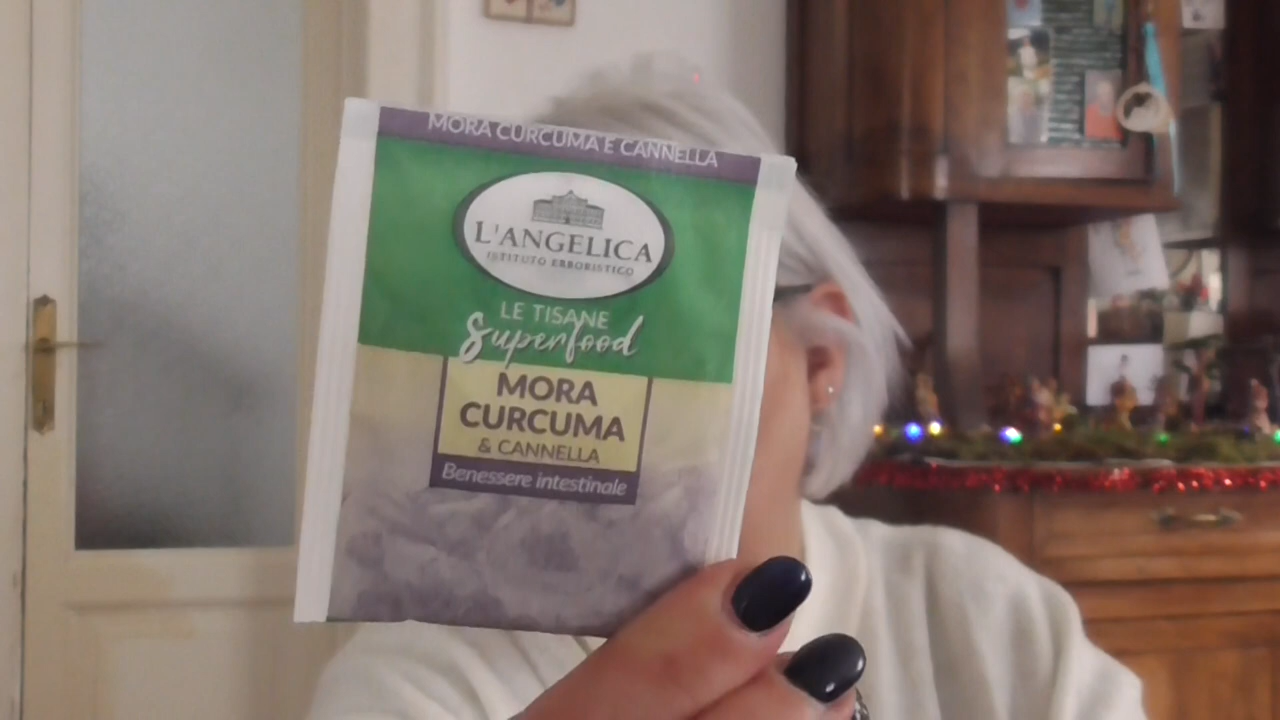 MORA CURCUMA E CANNELLA
L'ANGELICA
ISTITUTO ERBORISTICO
LE TISANE
Superfood
MORA
CURCUMA
& CANNELLA
Benessere intestinale